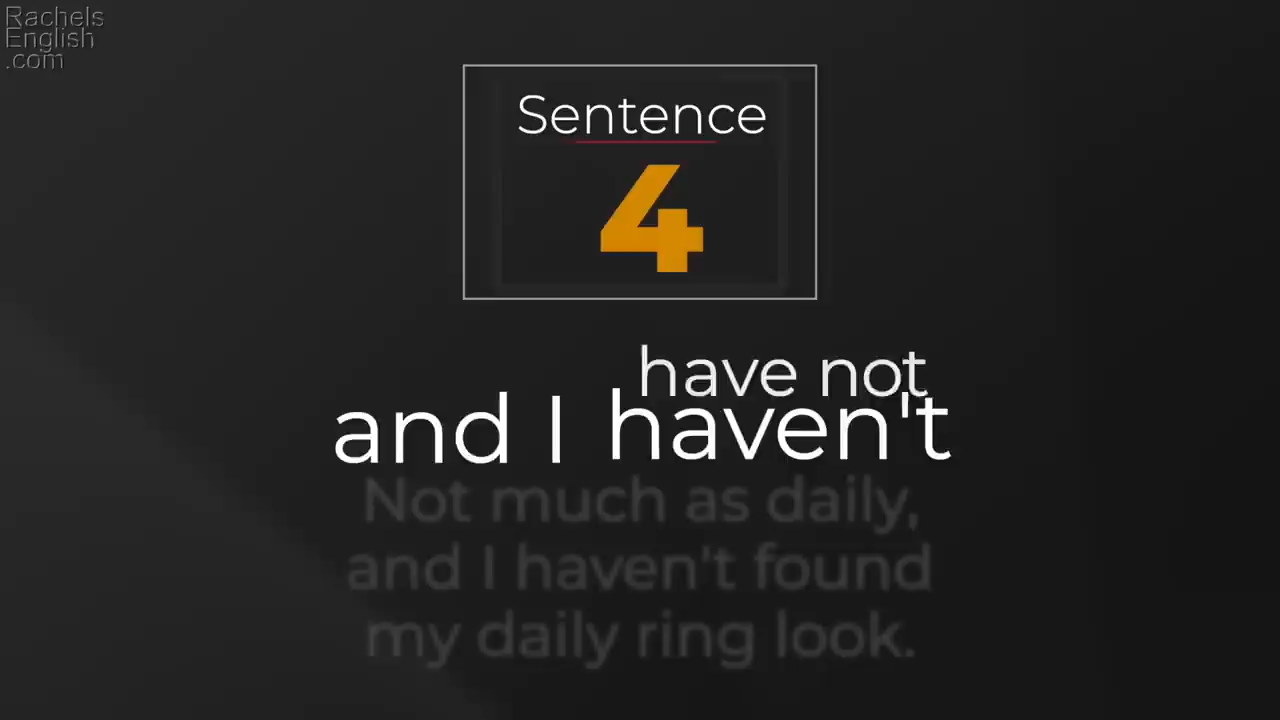 Rachels
English
.com
Sentence
4
have not
and I haven't
Not much as daily,
and I haven't found
my daily ring look.